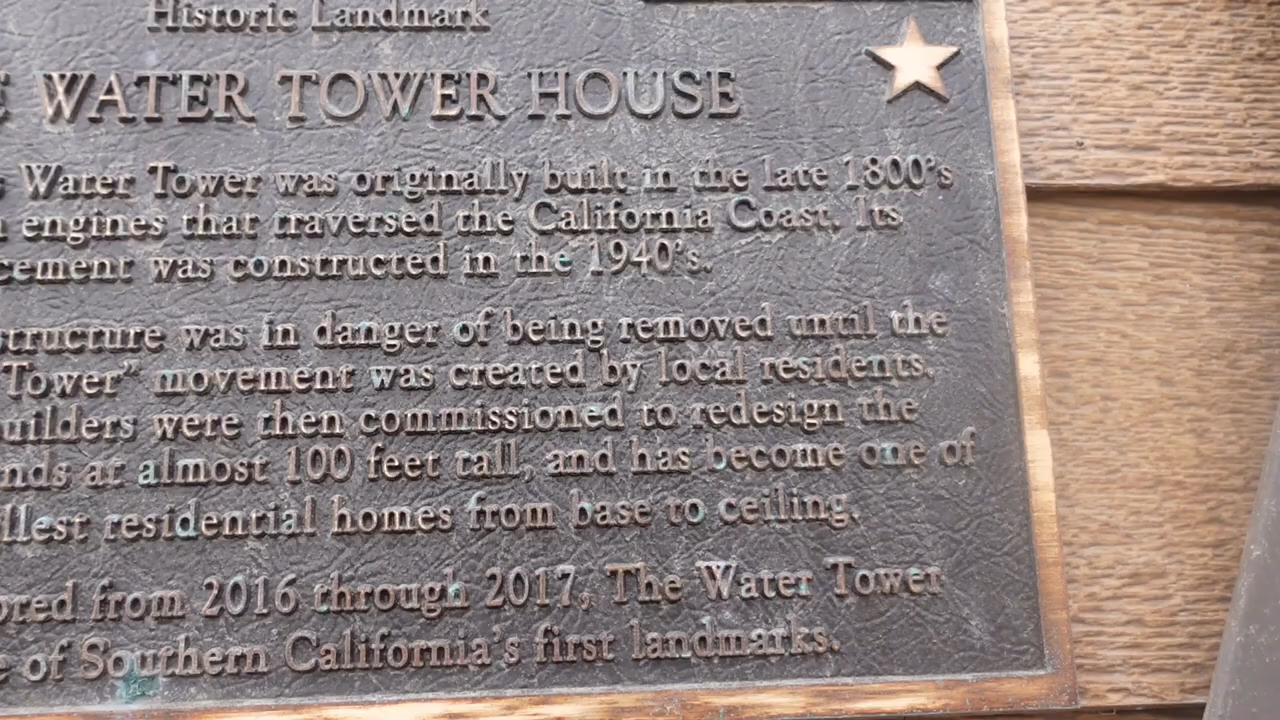 Historic Landmark
WATER TOWER HOUSE
Water Tower was originally built in the late 1800's
engines that traversed the California Coast. Its
cement was constructed in the 1940's.
structure was in danger of being removed until the
Tower" movement was created by local residents.
uilders were then commissioned to redesign the
nds at almost 100 feet tall, and has become one of
llest residential homes from base to ceiling.
ored from 2016 through 2017, The Water Tower
of Southern California's first landmarks.